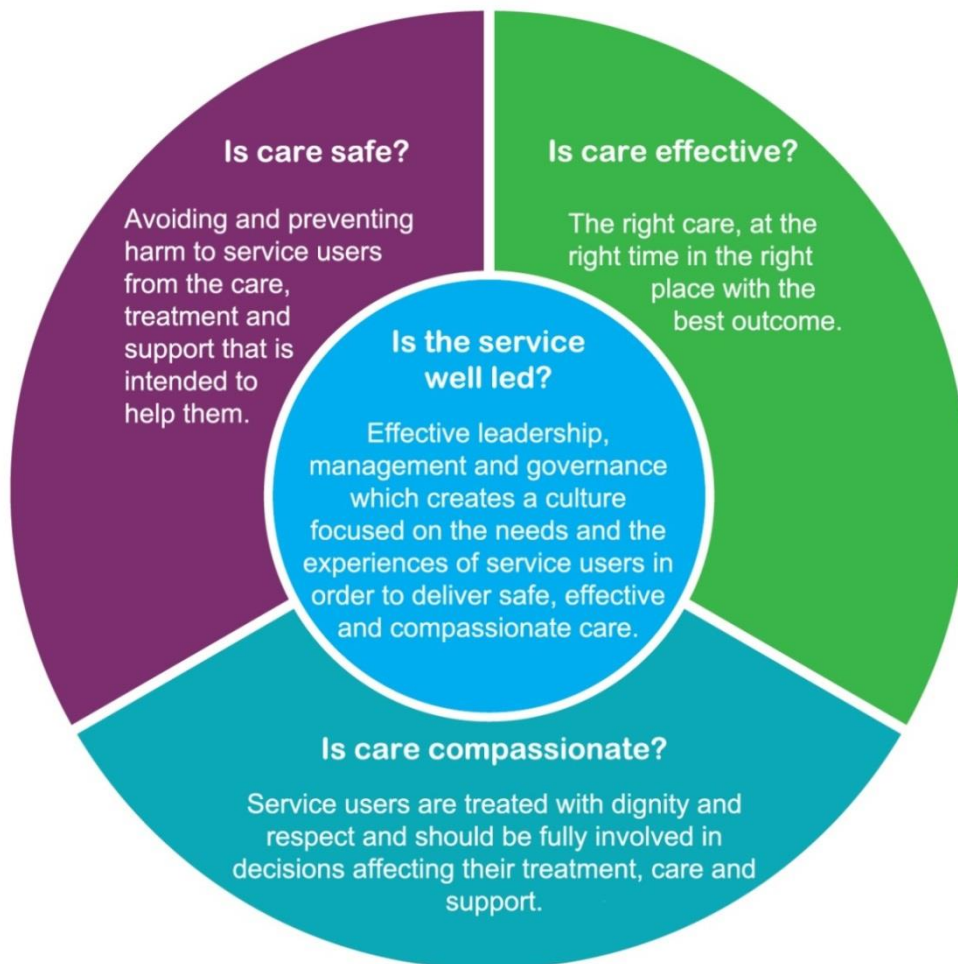 Is care safe?
Avoiding and preventing
harm to service users
from the care,
treatment and
support that is
intended to
help them.
Is care effective?
The right care, at the
right time in the right
place with the
best outcome.
Is the service
well led?
Effective leadership,
management and governance
which creates a culture
focused on the needs and the
experiences of service users in
order to deliver safe, effective
and compassionate care.
Is care compassionate?
Service users are treated with dignity and
respect and should be fully involved in
decisions affecting their treatment, care and
support.